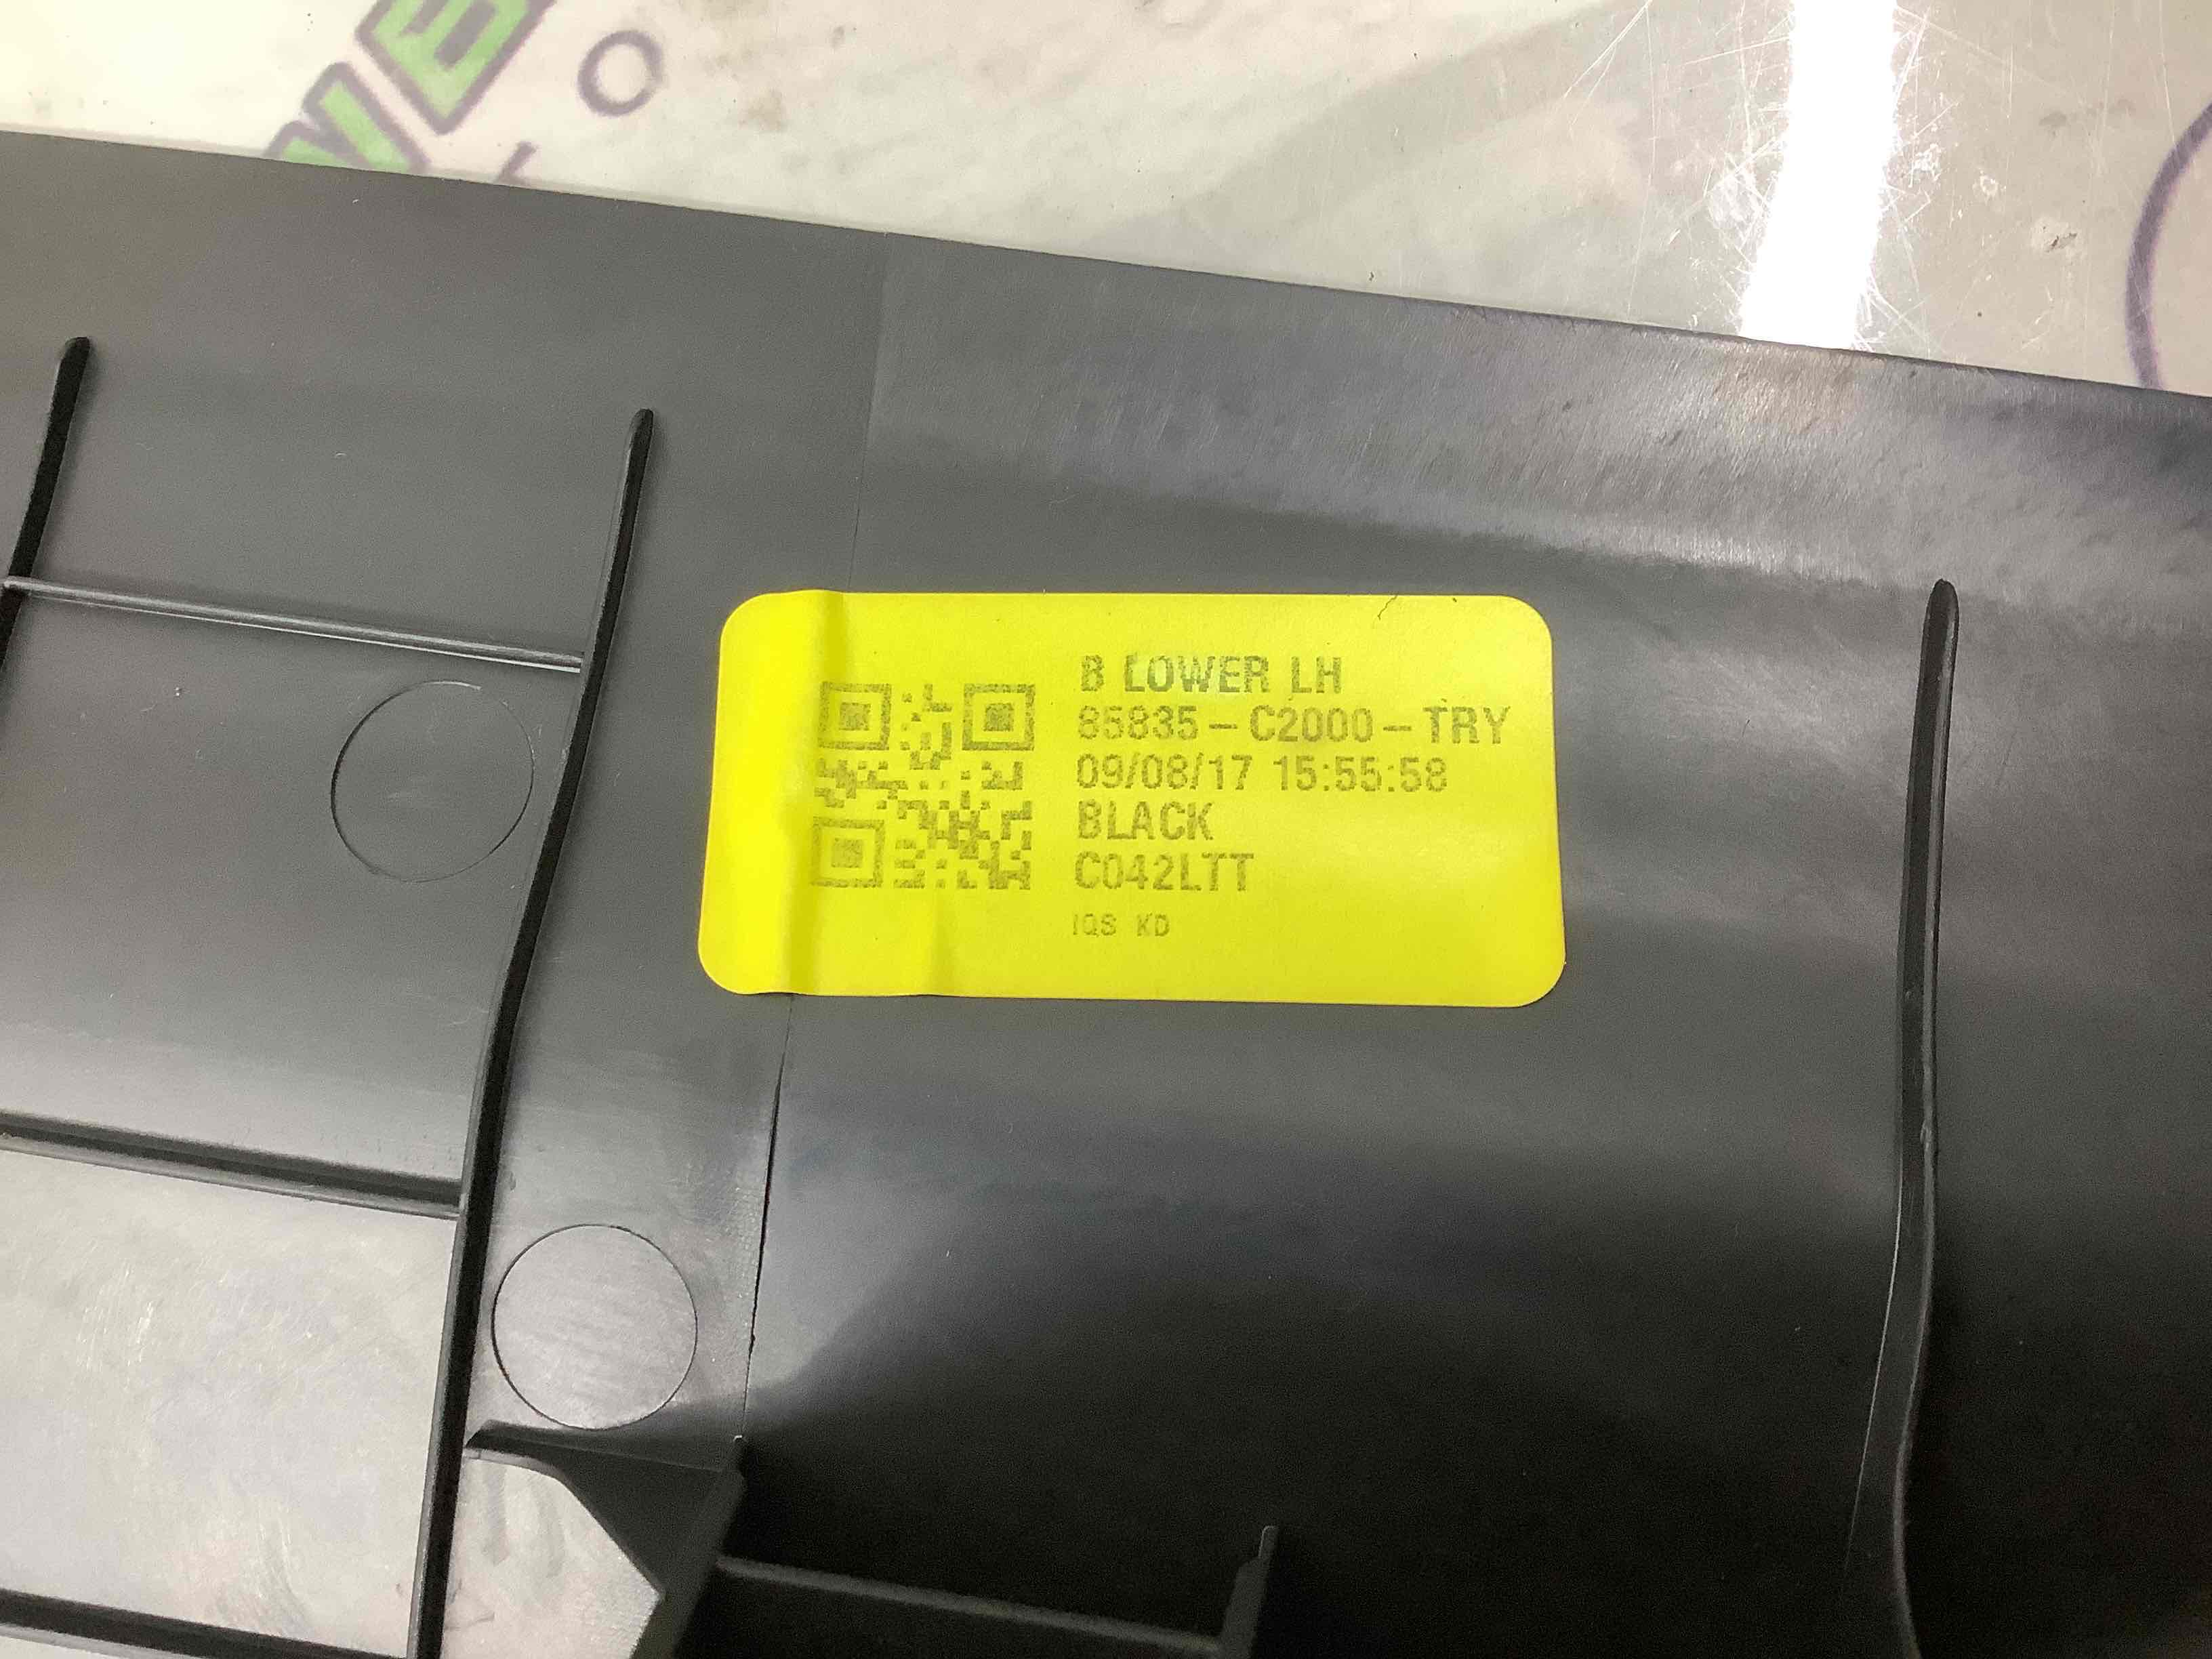 B LOWER LH
85835-C2000-TRY
09/08/17 15:55:58
BLACK
C042LTT
IQS KD